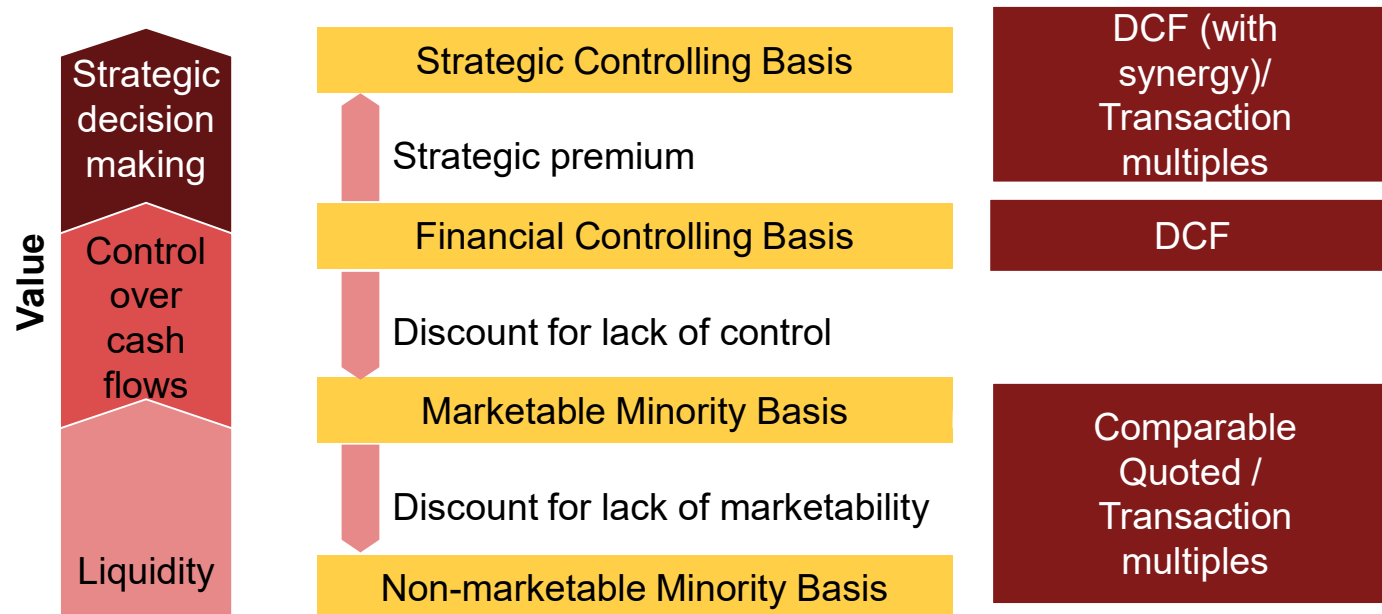 Value
Strategic
decision
making
Control
over
cash
flows
Liquidity
Strategic Controlling Basis
Strategic premium
Financial Controlling Basis
Discount for lack of control
Marketable Minority Basis
Discount for lack of marketability
Non-marketable Minority Basis
DCF (with
synergy)/
Transaction
multiples
DCF
Comparable
Quoted /
Transaction
multiples